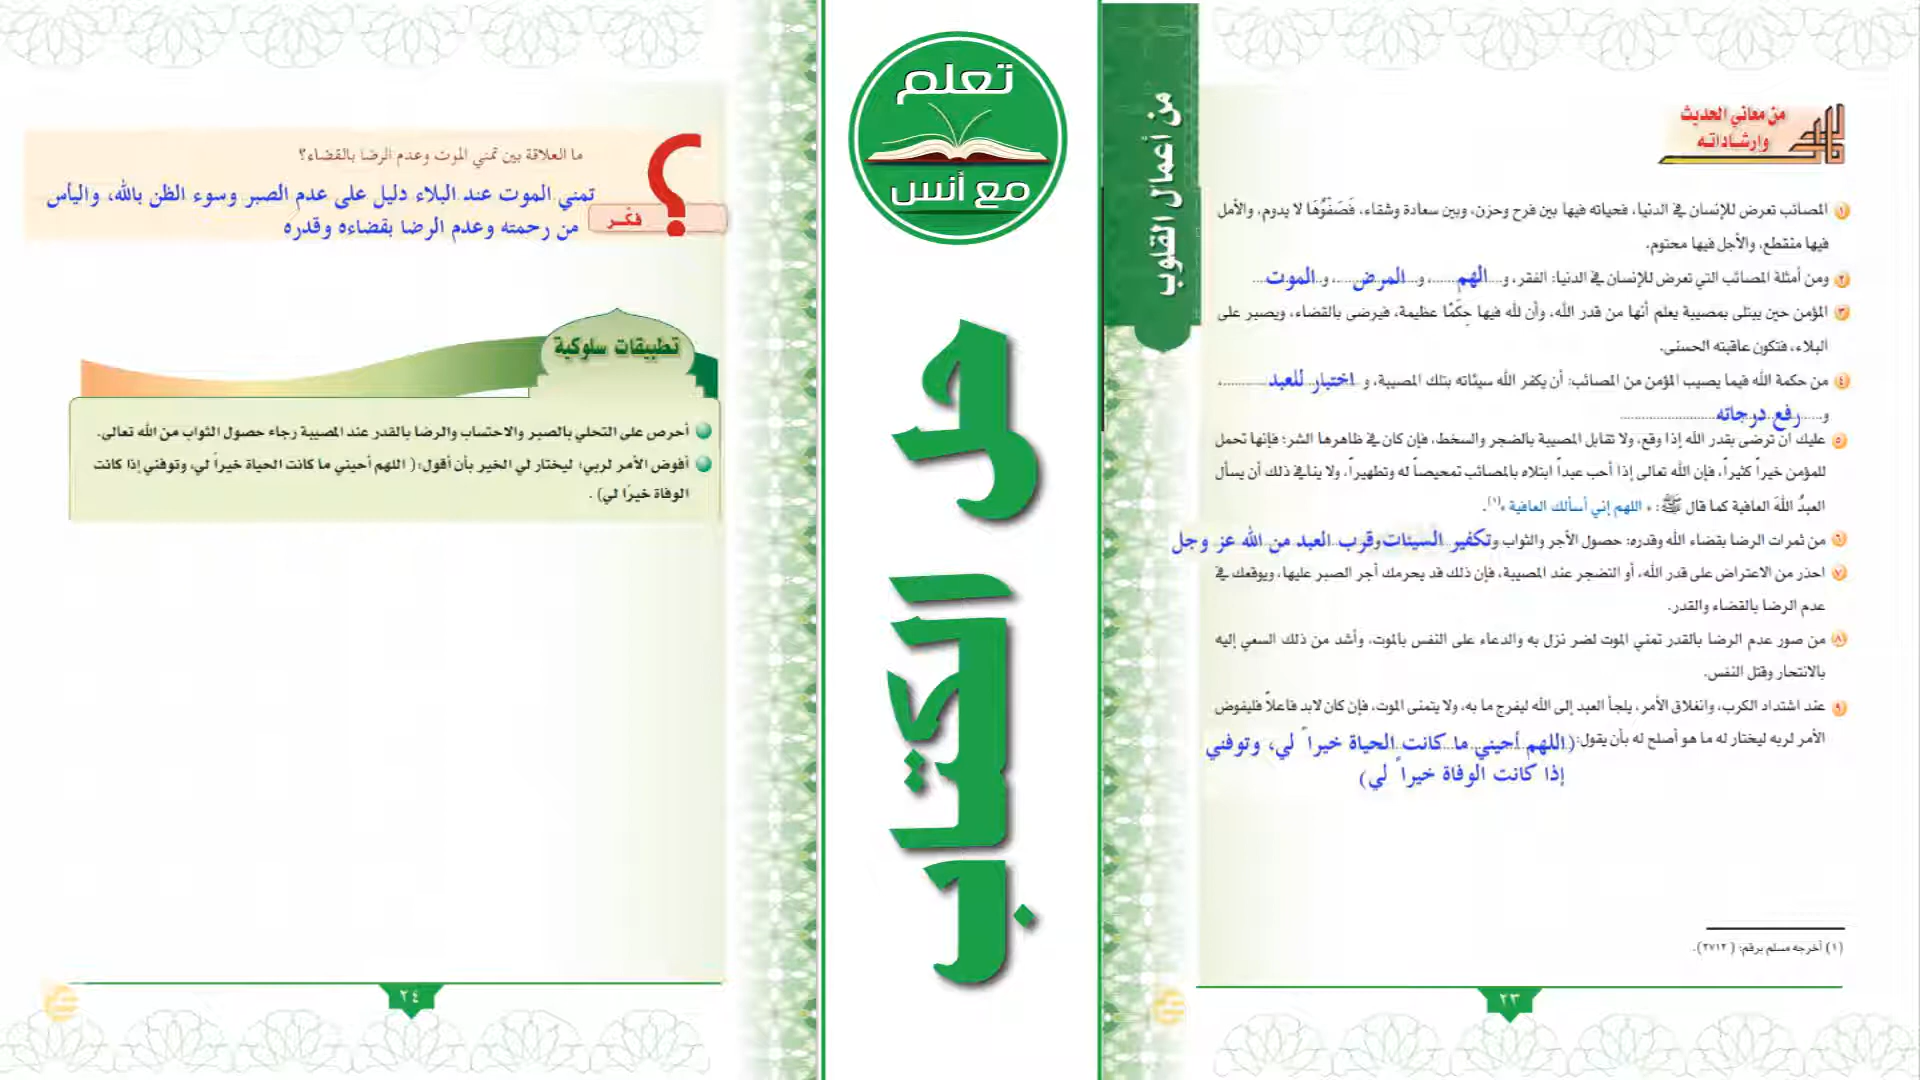 من أعمال القلوب
من معاني الحديث
وإرشاداته
١ المصائب تعرض للإنسان في الدنيا، فحياته فيها بين فرح وحزن، وبين سعادة وشقاء، فَصَفْوُهَا لا يدوم، والأمل
فيها منقطع، والأجل فيها محتوم.
٢ ومن أمثلة المصائب التي تعرض للإنسان في الدنيا: الفقر، و.... الهم ........، و.... المرض .....، و.. الموت ....
٣ المؤمن حين يبتلى بمصيبة يعلم أنها من قدر الله، وأن لله فيها حِكَمًا عظيمة، فيرضى بالقضاء، ويصبر على
البلاء، فتكون عاقبته الحسنى.
٤ من حكمة الله فيما يصيب المؤمن من المصائب: أن يكفر الله سيئاته بتلك المصيبة، و اختبار للعبد ............،
و..... رفع درجاته ........................
٥ عليك أن ترضى بقدر الله إذا وقع، ولا تقابل المصيبة بالضجر والسخط، فإن كان في ظاهرها الشر؛ فإنها تحمل
للمؤمن خيراً كثيراً، فإن الله تعالى إذا أحب عبداً ابتلاه بالمصائب تمحيصاً له وتطهيراً، ولا ينافي ذلك أن يسأل
العبدُ اللهَ العافية كما قال ﷺ: « اللهم إني أسألك العافية »(١).
٦ من ثمرات الرضا بقضاء الله وقدره: حصول الأجر والثواب وتكفير السيئات وقرب العبد من الله عز وجل
٧ احذر من الاعتراض على قدر الله، أو التضجر عند المصيبة، فإن ذلك قد يحرمك أجر الصبر عليها، ويوقعك في
عدم الرضا بالقضاء والقدر.
٨ من صور عدم الرضا بالقدر تمني الموت لضر نزل به والدعاء على النفس بالموت، وأشد من ذلك السعي إليه
بالانتحار وقتل النفس.
٩ عند اشتداد الكرب، وانغلاق الأمر، يلجأ العبد إلى الله ليفرج ما به، ولا يتمنى الموت، فإن كان لابد فاعلاً فليفوض
الأمر لربه ليختار له ما هو أصلح له بأن يقول: (اللهم أحيني ما كانت الحياة خيراً لي، وتوفني
إذا كانت الوفاة خيراً لي)
(١) أخرجه مسلم برقم: (٢٧١٢).
٢٣
تعلم
مع أنس
حل الكتاب
ما العلاقة بين تمني الموت وعدم الرضا بالقضاء؟
تمني الموت عند البلاء دليل على عدم الصبر وسوء الظن بالله، واليأس
من رحمته وعدم الرضا بقضاءه وقدره
فكّر
تطبيقات سلوكية
أحرص على التحلي بالصبر والاحتساب والرضا بالقدر عند المصيبة رجاء حصول الثواب من الله تعالى.
أفوض الأمر لربي؛ ليختار لي الخير بأن أقول: ( اللهم أحيني ما كانت الحياة خيراً لي، وتوفني إذا كانت
الوفاة خيرًا لي) .
٢٤